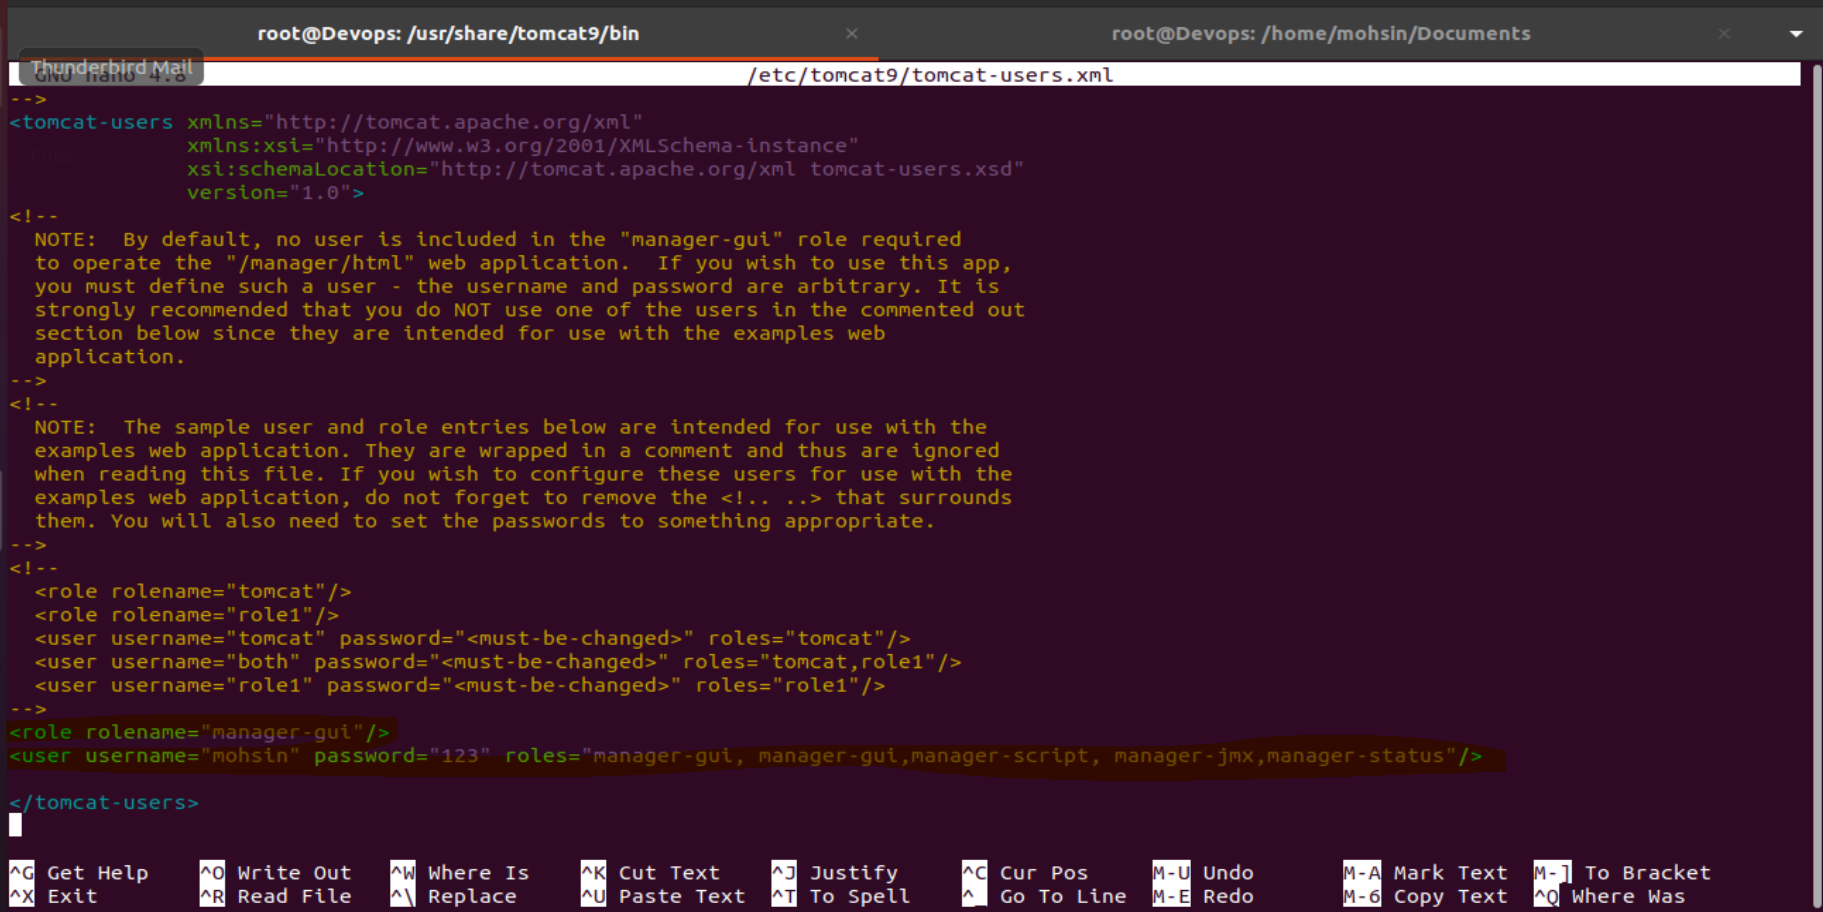 root@Devops: /usr/share/tomcat9/bin × root@Devops: /home/mohsin/Documents ×
Thunderbird Mail
GNU nano 4.8 /etc/tomcat9/tomcat-users.xml
-->
<tomcat-users xmlns="http://tomcat.apache.org/xml"
xmlns:xsi="http://www.w3.org/2001/XMLSchema-instance"
Files
xsi:schemaLocation="http://tomcat.apache.org/xml tomcat-users.xsd"
version="1.0">
<!--
NOTE:  By default, no user is included in the "manager-gui" role required
to operate the "/manager/html" web application.  If you wish to use this app,
you must define such a user - the username and password are arbitrary. It is
strongly recommended that you do NOT use one of the users in the commented out
section below since they are intended for use with the examples web
application.
-->
<!--
NOTE:  The sample user and role entries below are intended for use with the
examples web application. They are wrapped in a comment and thus are ignored
when reading this file. If you wish to configure these users for use with the
examples web application, do not forget to remove the <!.. ..> that surrounds
them. You will also need to set the passwords to something appropriate.
-->
<!--
<role rolename="tomcat"/>
<role rolename="role1"/>
<user username="tomcat" password="<must-be-changed>" roles="tomcat"/>
<user username="both" password="<must-be-changed>" roles="tomcat,role1"/>
<user username="role1" password="<must-be-changed>" roles="role1"/>
-->
<role rolename="manager-gui"/>
<user username="mohsin" password="123" roles="manager-gui, manager-gui,manager-script, manager-jmx,manager-status"/>
</tomcat-users>
^G Get Help ^O Write Out ^W Where Is ^K Cut Text ^J Justify ^C Cur Pos M-U Undo M-A Mark Text M-] To Bracket
^X Exit ^R Read File ^\ Replace ^U Paste Text ^T To Spell ^_ Go To Line M-E Redo M-6 Copy Text ^Q Where Was